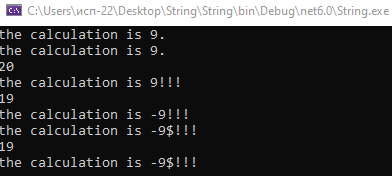 C:\Users\исп-22\Desktop\String\String\bin\Debug\net6.0\String.exe
the calculation is 9.
the calculation is 9.
20
the calculation is 9!!!
19
the calculation is -9!!!
the calculation is -9$!!!
19
the calculation is -9$!!!